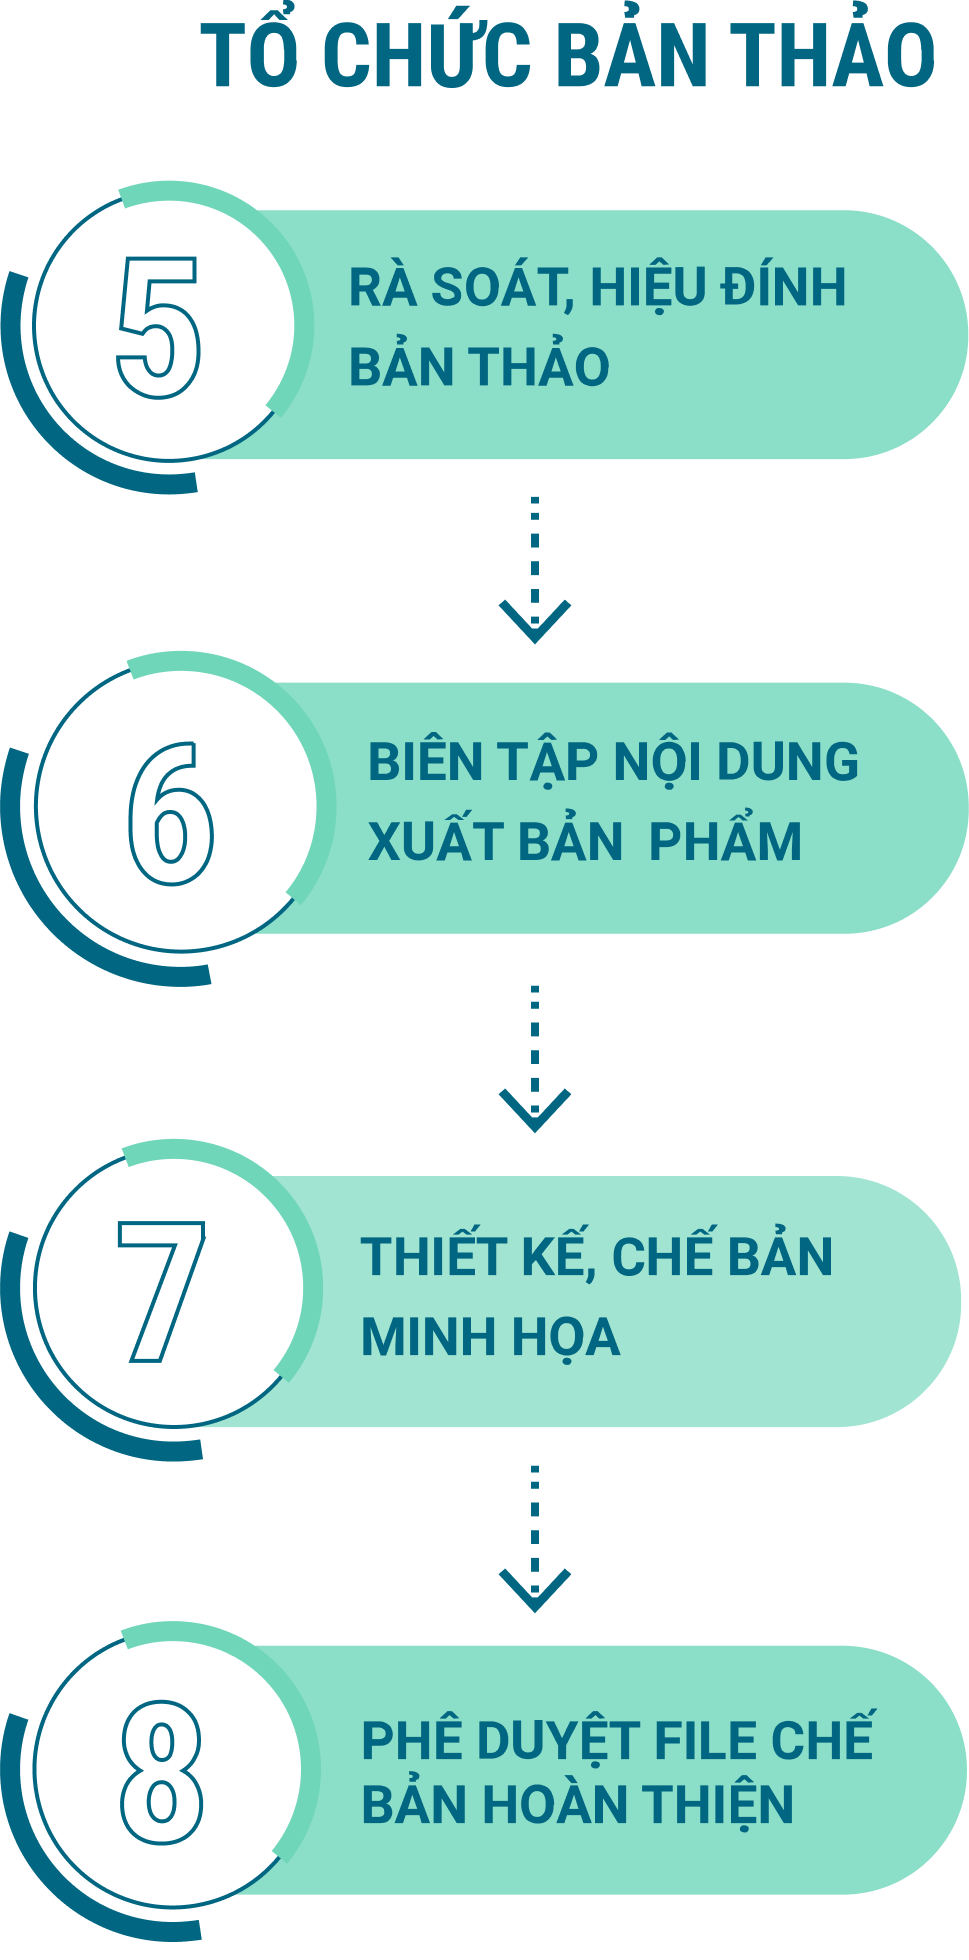 TỔ CHỨC BẢN THẢO
5
RÀ SOÁT, HIỆU ĐÍNH
BẢN THẢO
6
BIÊN TẬP NỘI DUNG
XUẤT BẢN  PHẨM
7
THIẾT KẾ, CHẾ BẢN
MINH HỌA
8
PHÊ DUYỆT FILE CHẾ
BẢN HOÀN THIỆN